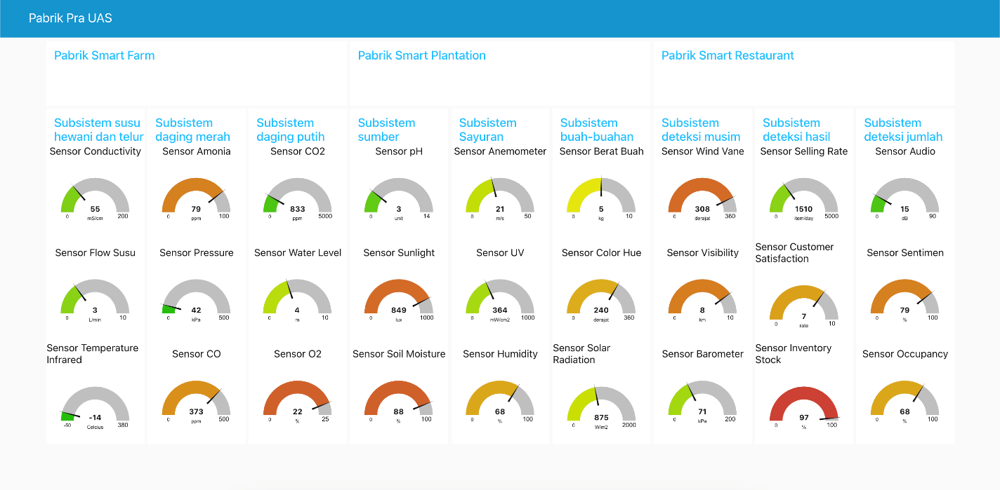 Pabrik Pra UAS
Pabrik Smart Farm
Pabrik Smart Plantation
Pabrik Smart Restaurant
Subsistem susu
hewani dan telur
Subsistem
daging merah
Subsistem
daging putih
Subsistem
sumber
Subsistem
Sayuran
Subsistem
buah-buahan
Subsistem
deteksi musim
Subsistem
deteksi hasil
Subsistem
deteksi jumlah
Sensor Conductivity
55
mS/cm
0
200
Sensor Amonia
79
ppm
0
100
Sensor CO2
833
ppm
0
5000
Sensor pH
3
unit
0
14
Sensor Anemometer
21
m/s
0
50
Sensor Berat Buah
5
kg
0
10
Sensor Wind Vane
308
derajat
0
360
Sensor Selling Rate
1510
item/day
0
5000
Sensor Audio
15
dB
0
90
Sensor Flow Susu
3
L/min
0
10
Sensor Pressure
42
kPa
0
500
Sensor Water Level
4
m
0
10
Sensor Sunlight
849
lux
0
1000
Sensor UV
364
mW/cm2
0
1000
Sensor Color Hue
240
derajat
0
360
Sensor Visibility
8
km
0
10
Sensor Customer
Satisfaction
7
rate
0
10
Sensor Sentimen
79
%
0
100
Sensor Temperature
Infrared
-14
Celcius
-50
380
Sensor CO
373
ppm
0
500
Sensor O2
22
%
0
25
Sensor Soil Moisture
88
%
0
100
Sensor Humidity
68
%
0
100
Sensor Solar
Radiation
875
W/m2
0
2000
Sensor Barometer
71
kPa
0
200
Sensor Inventory
Stock
97
%
0
100
Sensor Occupancy
68
%
0
100